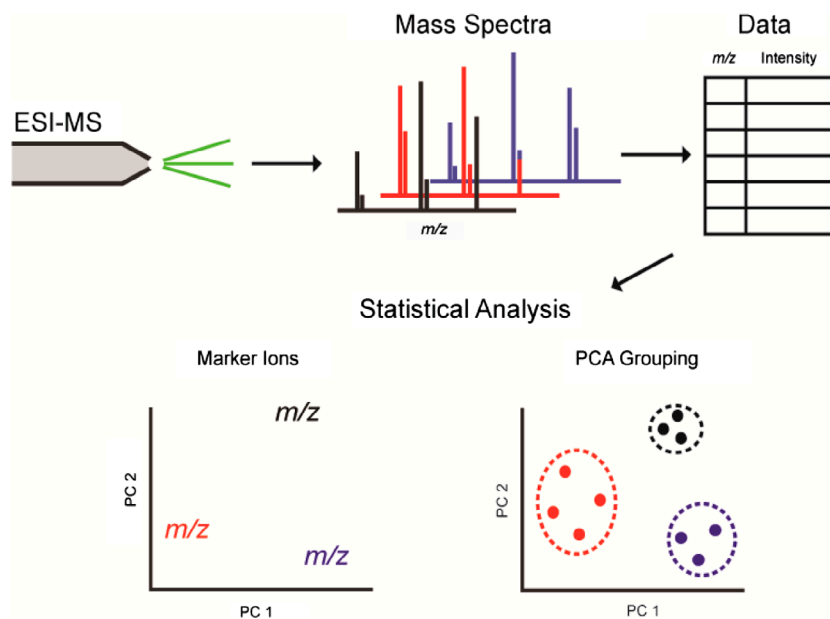 Mass Spectra
Data
m/z Intensity
ESI-MS
m/z
Statistical Analysis
Marker Ions
PCA Grouping
m/z
m/z
m/z
PC 2
PC 1
PC 2
PC 1